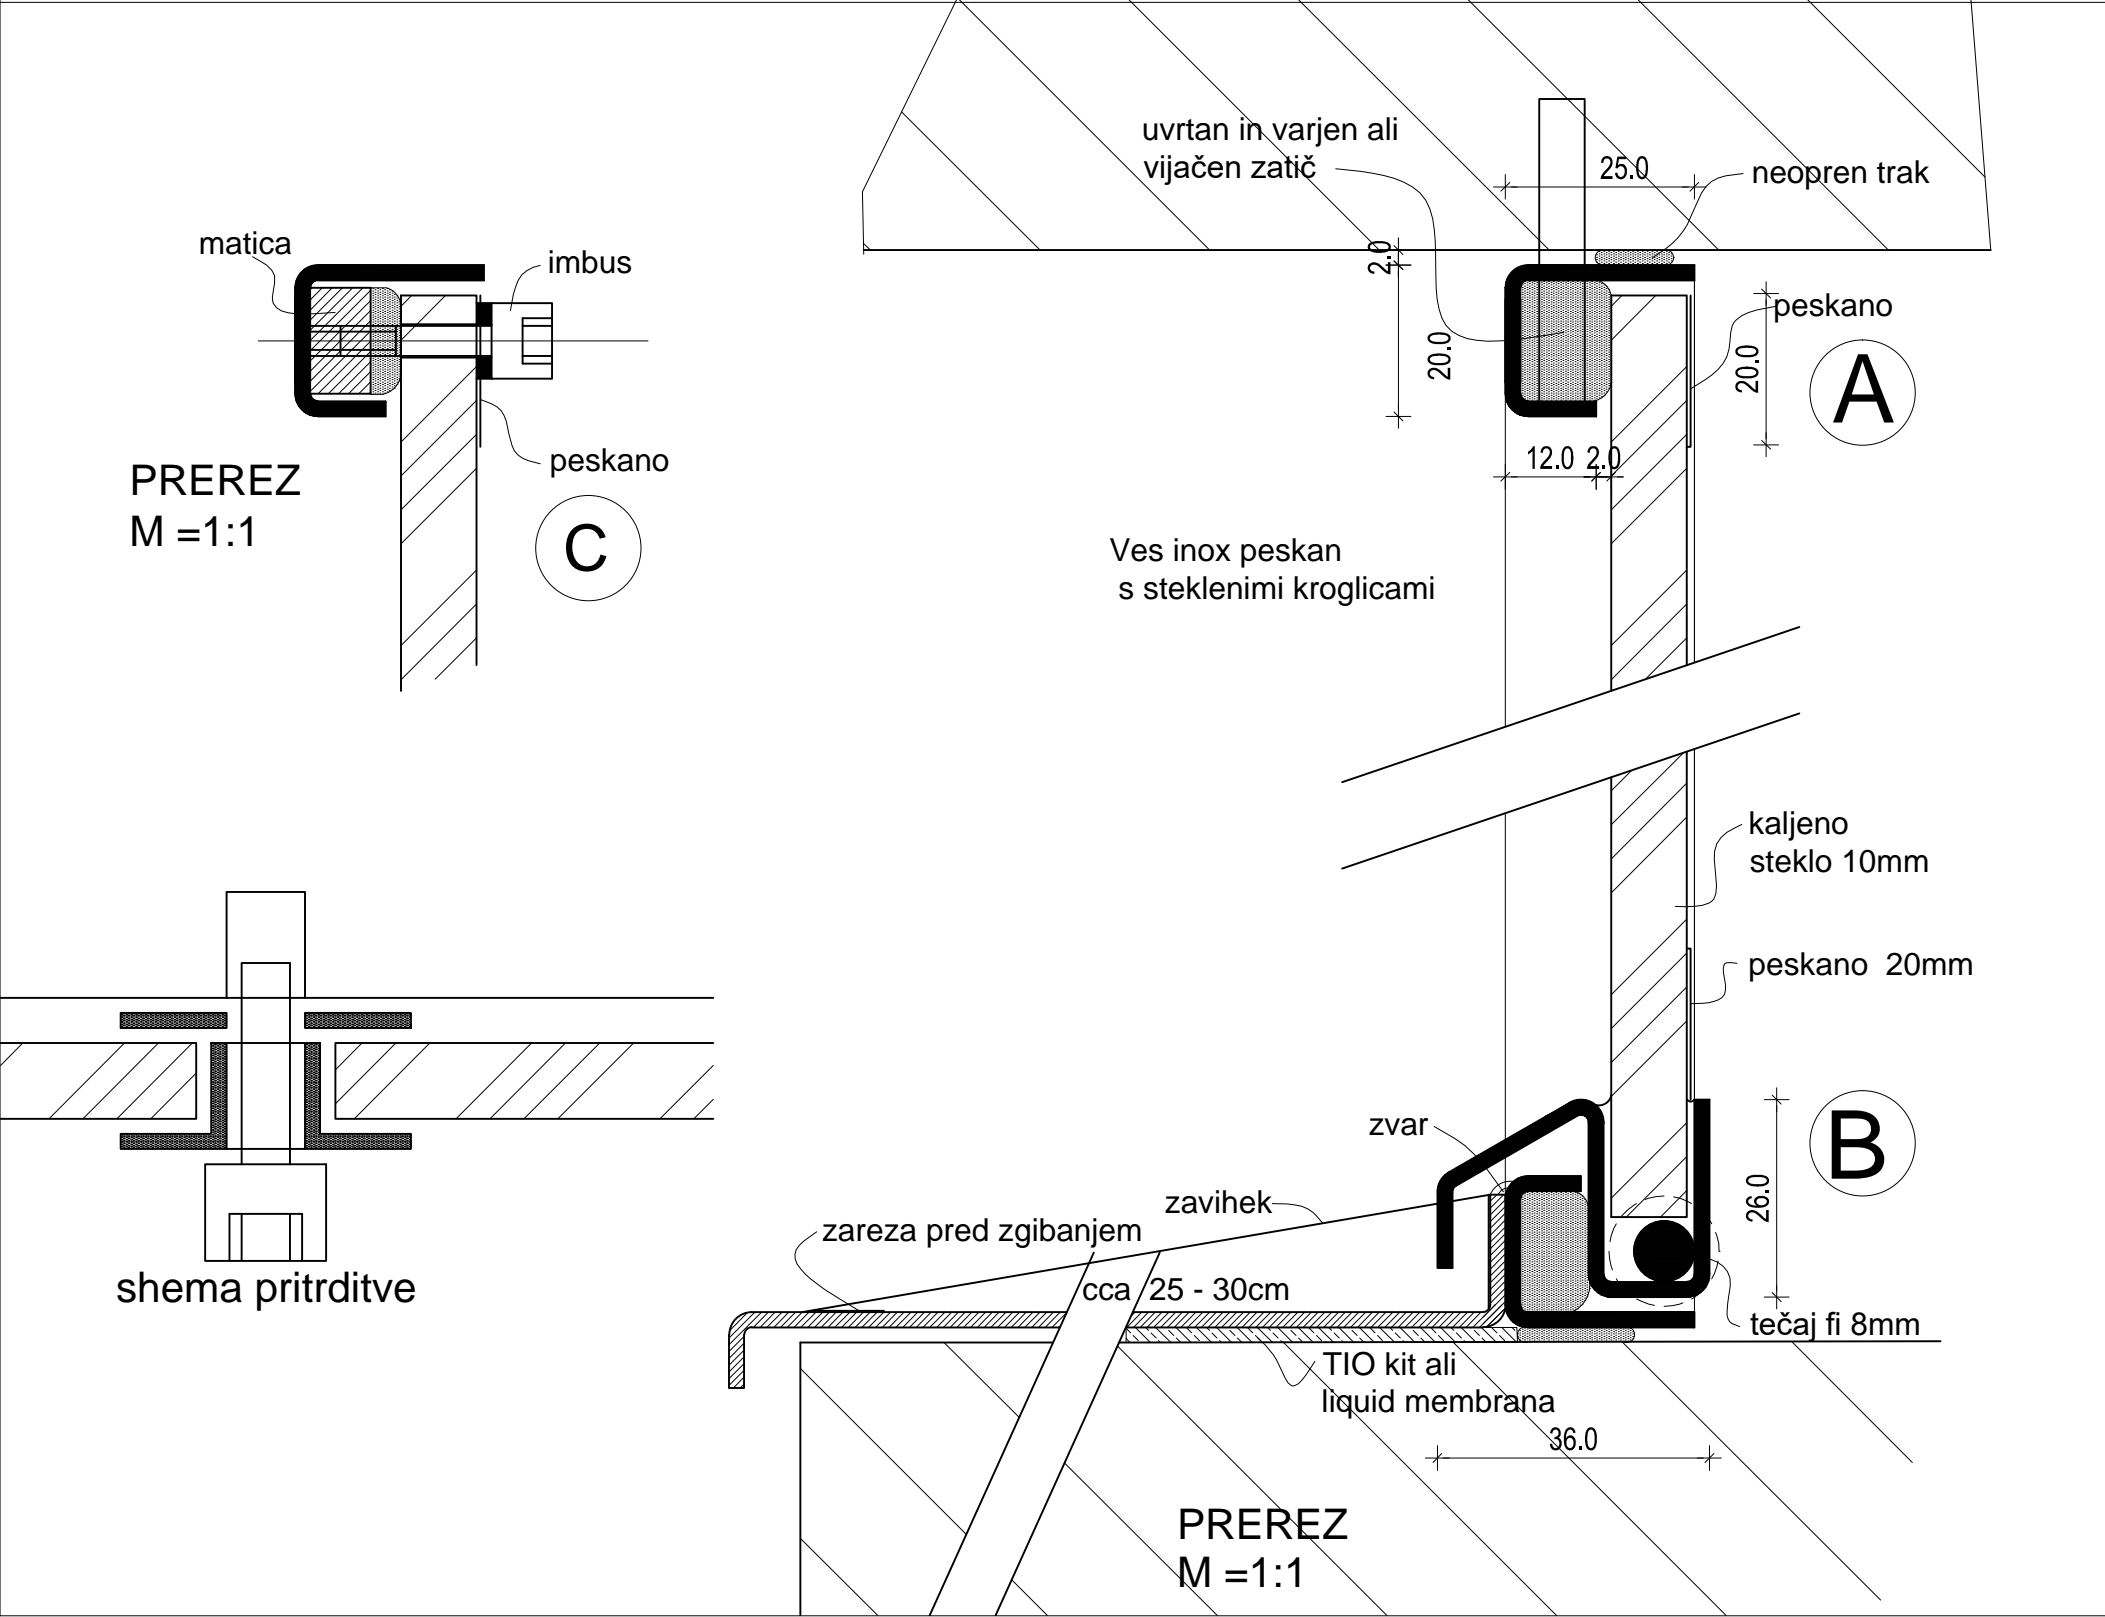 uvrtan in varjen ali
vijačen zatič
25.0
neopren trak
matica
imbus
2.0
peskano
20.0
20.0
A
peskano
12.0 2.0
PREREZ
M =1:1
C
Ves inox peskan
s steklenimi kroglicami
kaljeno
steklo 10mm
peskano 20mm
zvar
B
26.0
zavihek
zareza pred zgibanjem
cca 25 - 30cm
shema pritrditve
tečaj fi 8mm
TIO kit ali
liquid membrana
36.0
PREREZ
M =1:1